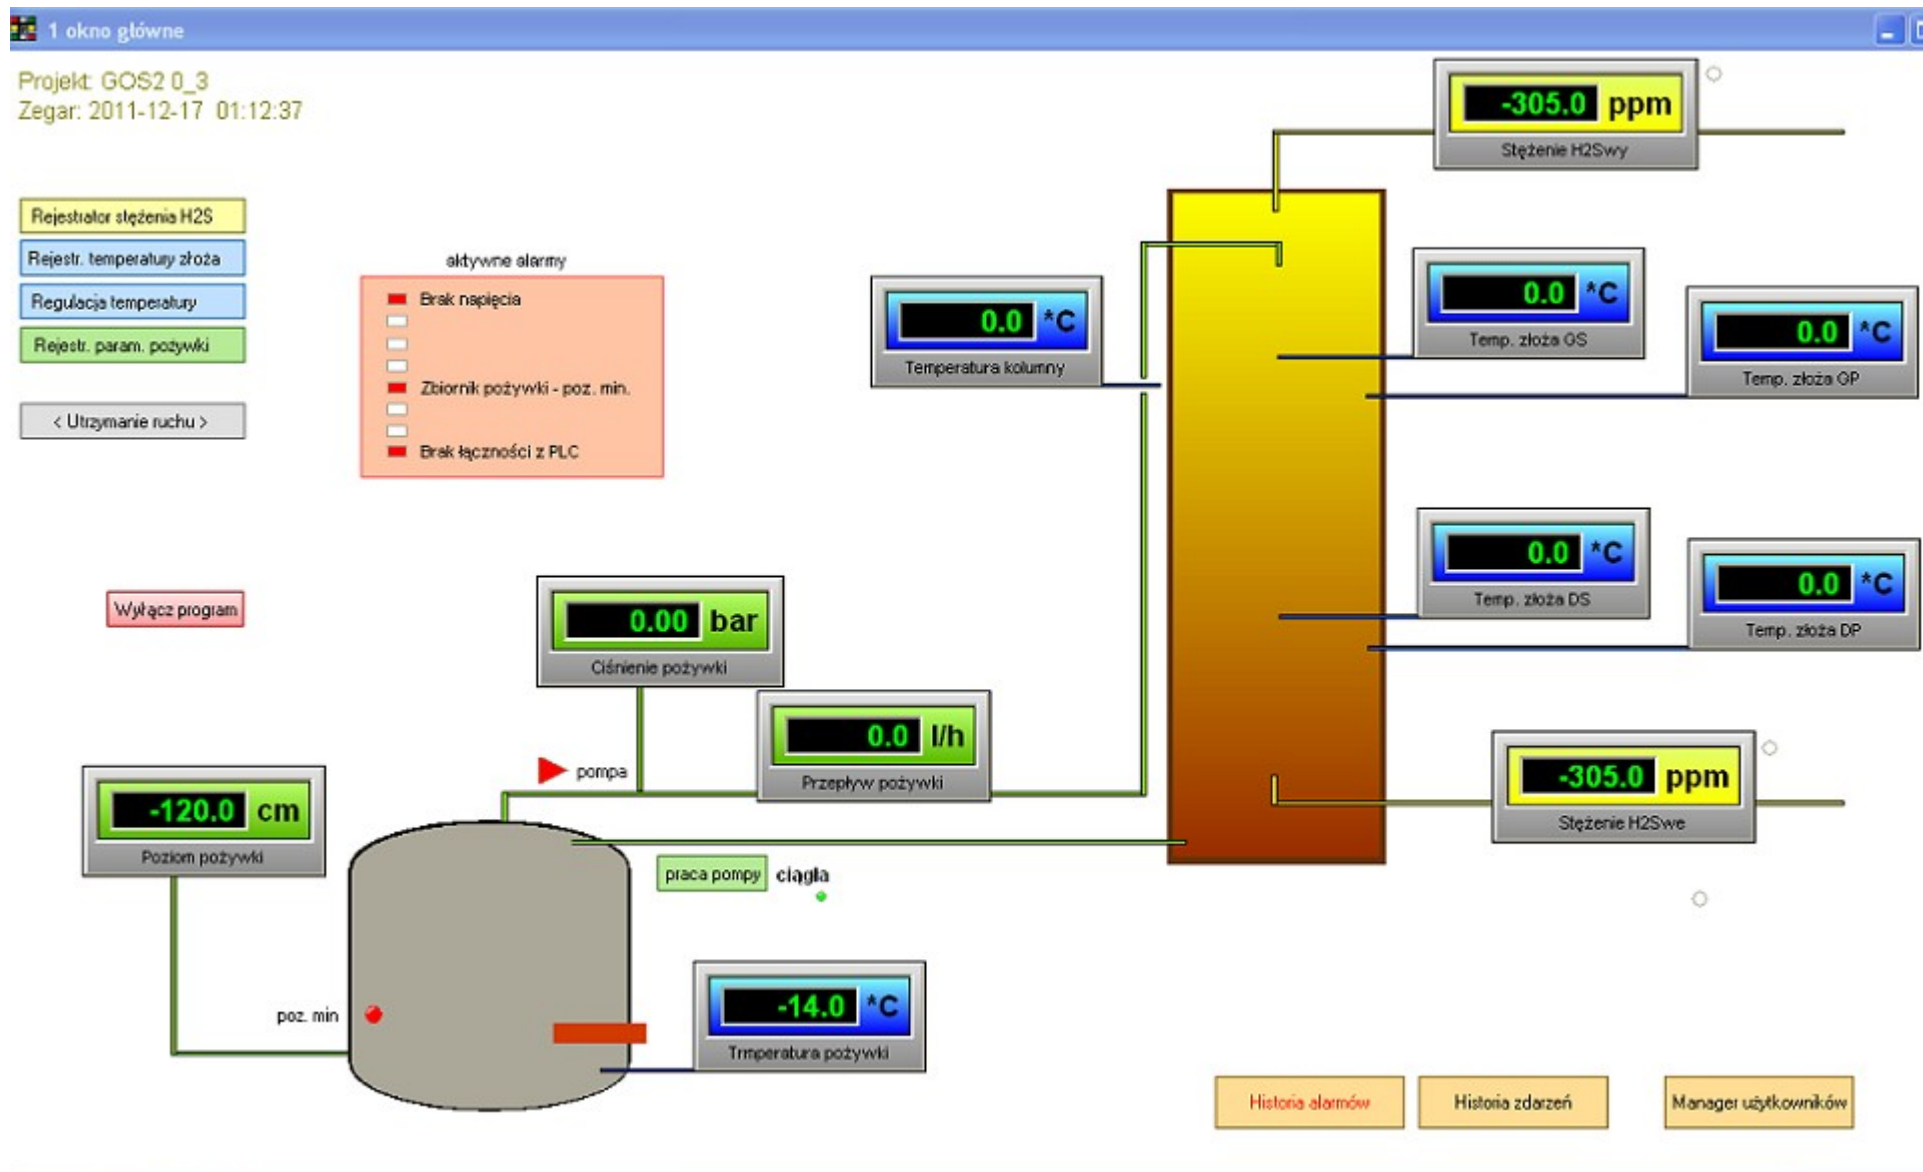 1 okno główne
Projekt: GOS2 0_3
Zegar: 2011-12-17 01:12:37
-305.0 ppm
Stężenie H2Swy
Rejestrator stężenia H2S
Rejestr. temperatury złoża
Regulacja temperatury
Rejestr. param. pożywki
< Utrzymanie ruchu >
aktywne alarmy
Brak napięcia
Zbiornik pożywki - poz. min.
Brak łączności z PLC
0.0 *C
Temperatura kolumny
0.0 *C
Temp. złoża GS
0.0 *C
Temp. złoża GP
0.0 *C
Temp. złoża DS
0.0 *C
Temp. złoża DP
Wyłącz program
0.00 bar
Ciśnienie pożywki
0.0 l/h
Przepływ pożywki
pompa
-120.0 cm
Poziom pożywki
-305.0 ppm
Stężenie H2Swe
praca pompy ciągła
poz. min
-14.0 *C
Trmperatura pożywki
Historia alarmów
Historia zdarzeń
Manager użytkowników